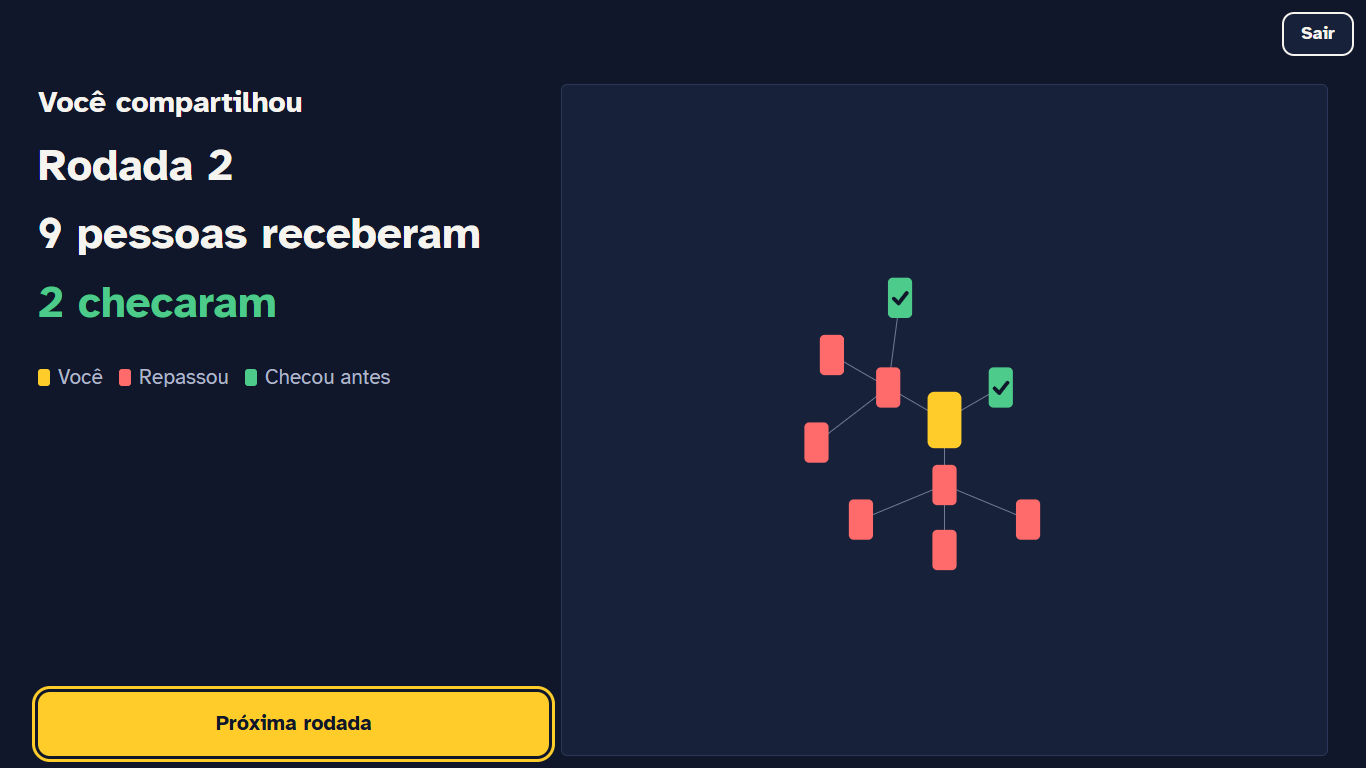 Sair
Você compartilhou
Rodada 2
9 pessoas receberam
2 checaram
Você Repassou Checou antes
Próxima rodada